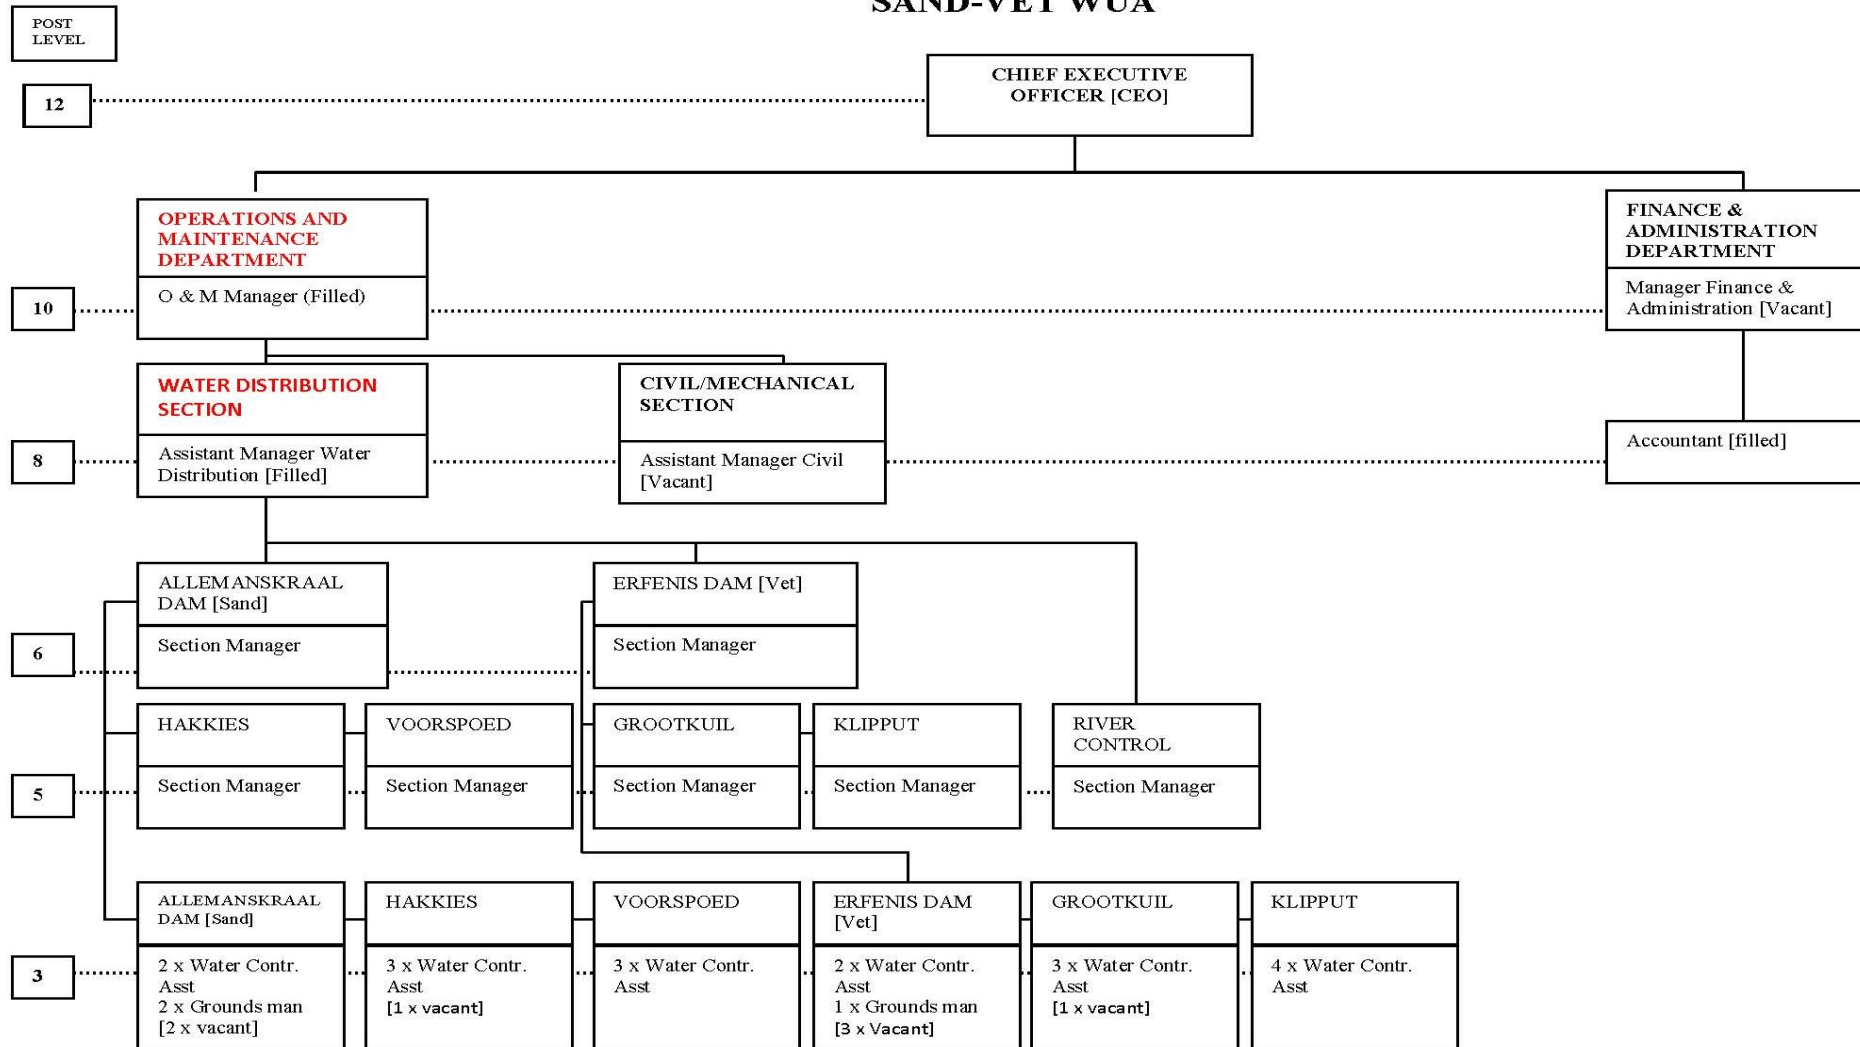 SAND-VET WUA
POST
LEVEL
12
CHIEF EXECUTIVE
OFFICER [CEO]
OPERATIONS AND
MAINTENANCE
DEPARTMENT
FINANCE &
ADMINISTRATION
DEPARTMENT
10
O & M Manager (Filled)
Manager Finance &
Administration [Vacant]
WATER DISTRIBUTION
SECTION
CIVIL/MECHANICAL
SECTION
8
Assistant Manager Water
Distribution [Filled]
Assistant Manager Civil
[Vacant]
Accountant [filled]
ALLEMANSKRAAL
DAM [Sand]
ERFENIS DAM [Vet]
6
Section Manager
Section Manager
HAKKIES
VOORSPOED
GROOTKUIL
KLIPPUT
RIVER
CONTROL
5
Section Manager
Section Manager
Section Manager
Section Manager
Section Manager
ALLEMANSKRAAL
DAM [Sand]
HAKKIES
VOORSPOED
ERFENIS DAM
[Vet]
GROOTKUIL
KLIPPUT
3
2 x Water Contr.
Asst
2 x Grounds man
[2 x vacant]
3 x Water Contr.
Asst
[1 x vacant]
3 x Water Contr.
Asst
2 x Water Contr.
Asst
1 x Grounds man
[3 x Vacant]
3 x Water Contr.
Asst
[1 x vacant]
4 x Water Contr.
Asst